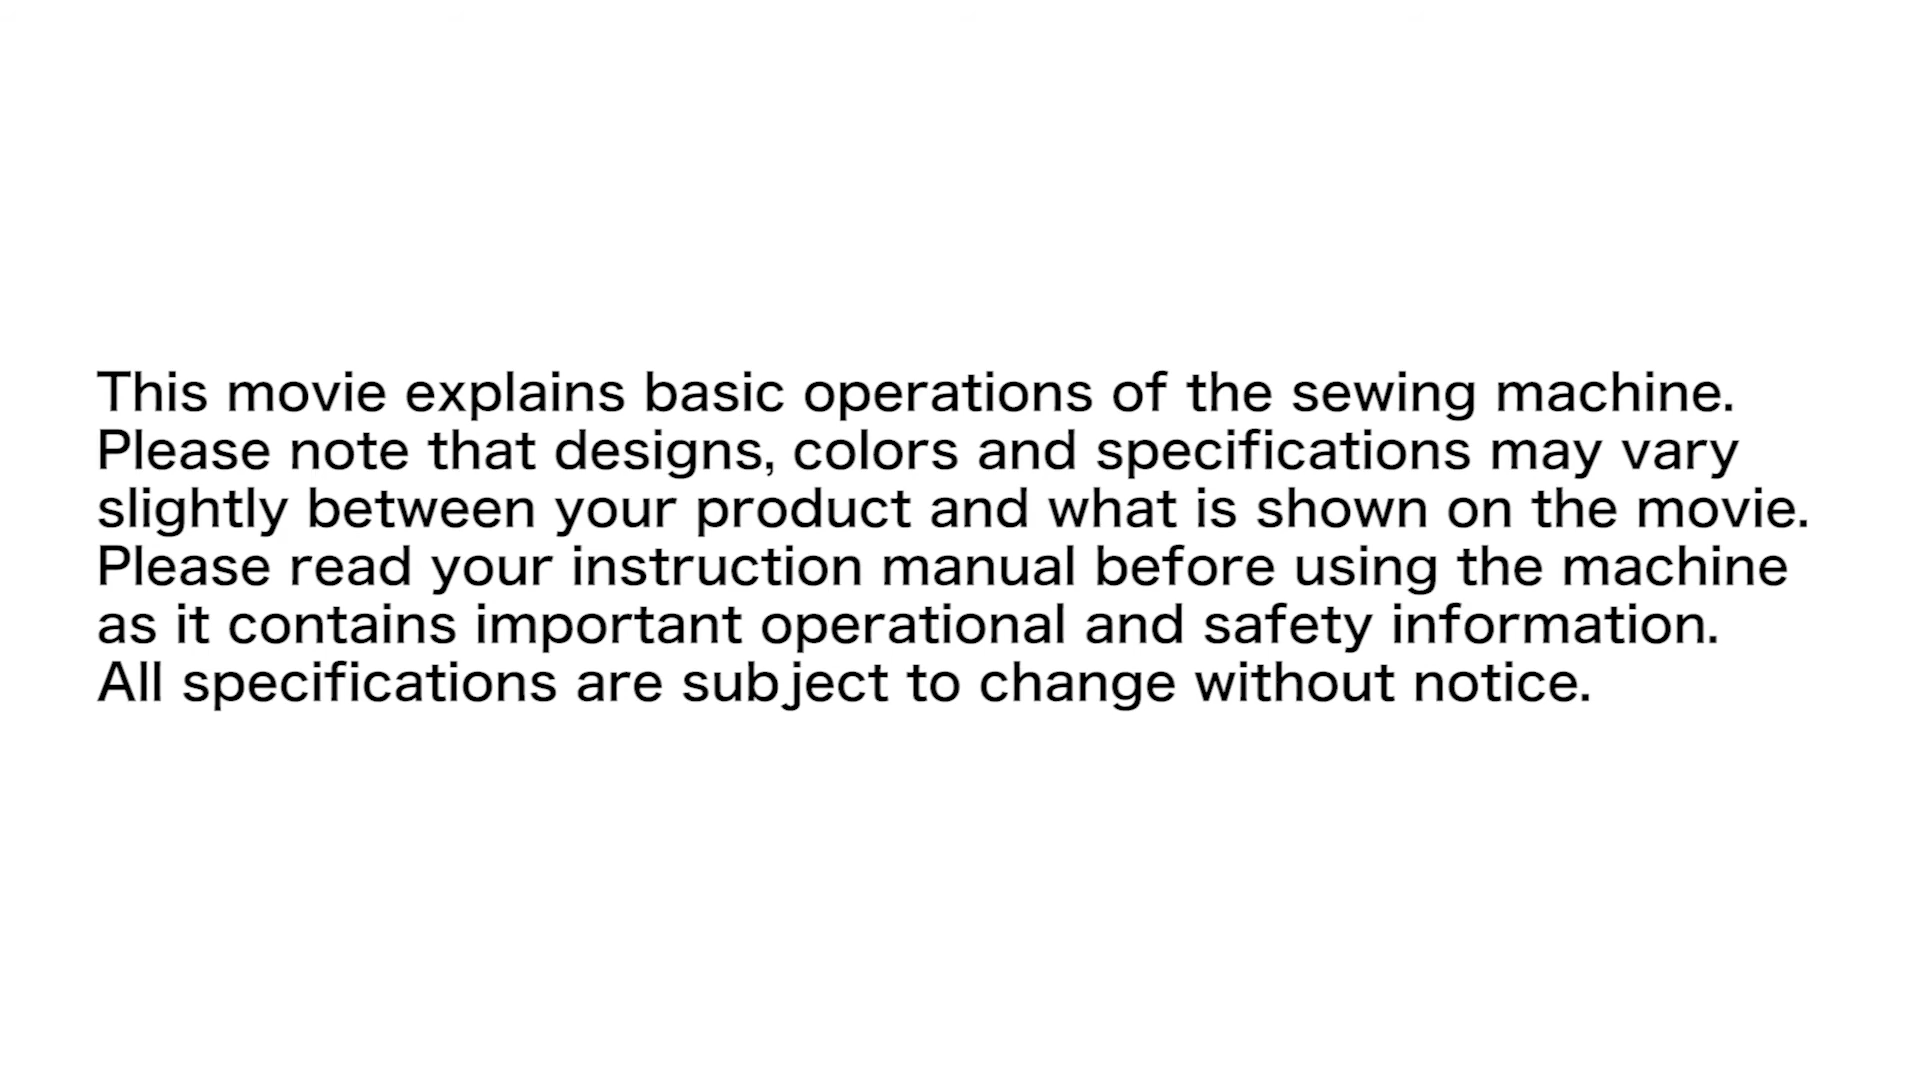 This movie explains basic operations of the sewing machine.
Please note that designs, colors and specifications may vary
slightly between your product and what is shown on the movie.
Please read your instruction manual before using the machine
as it contains important operational and safety information.
All specifications are subject to change without notice.